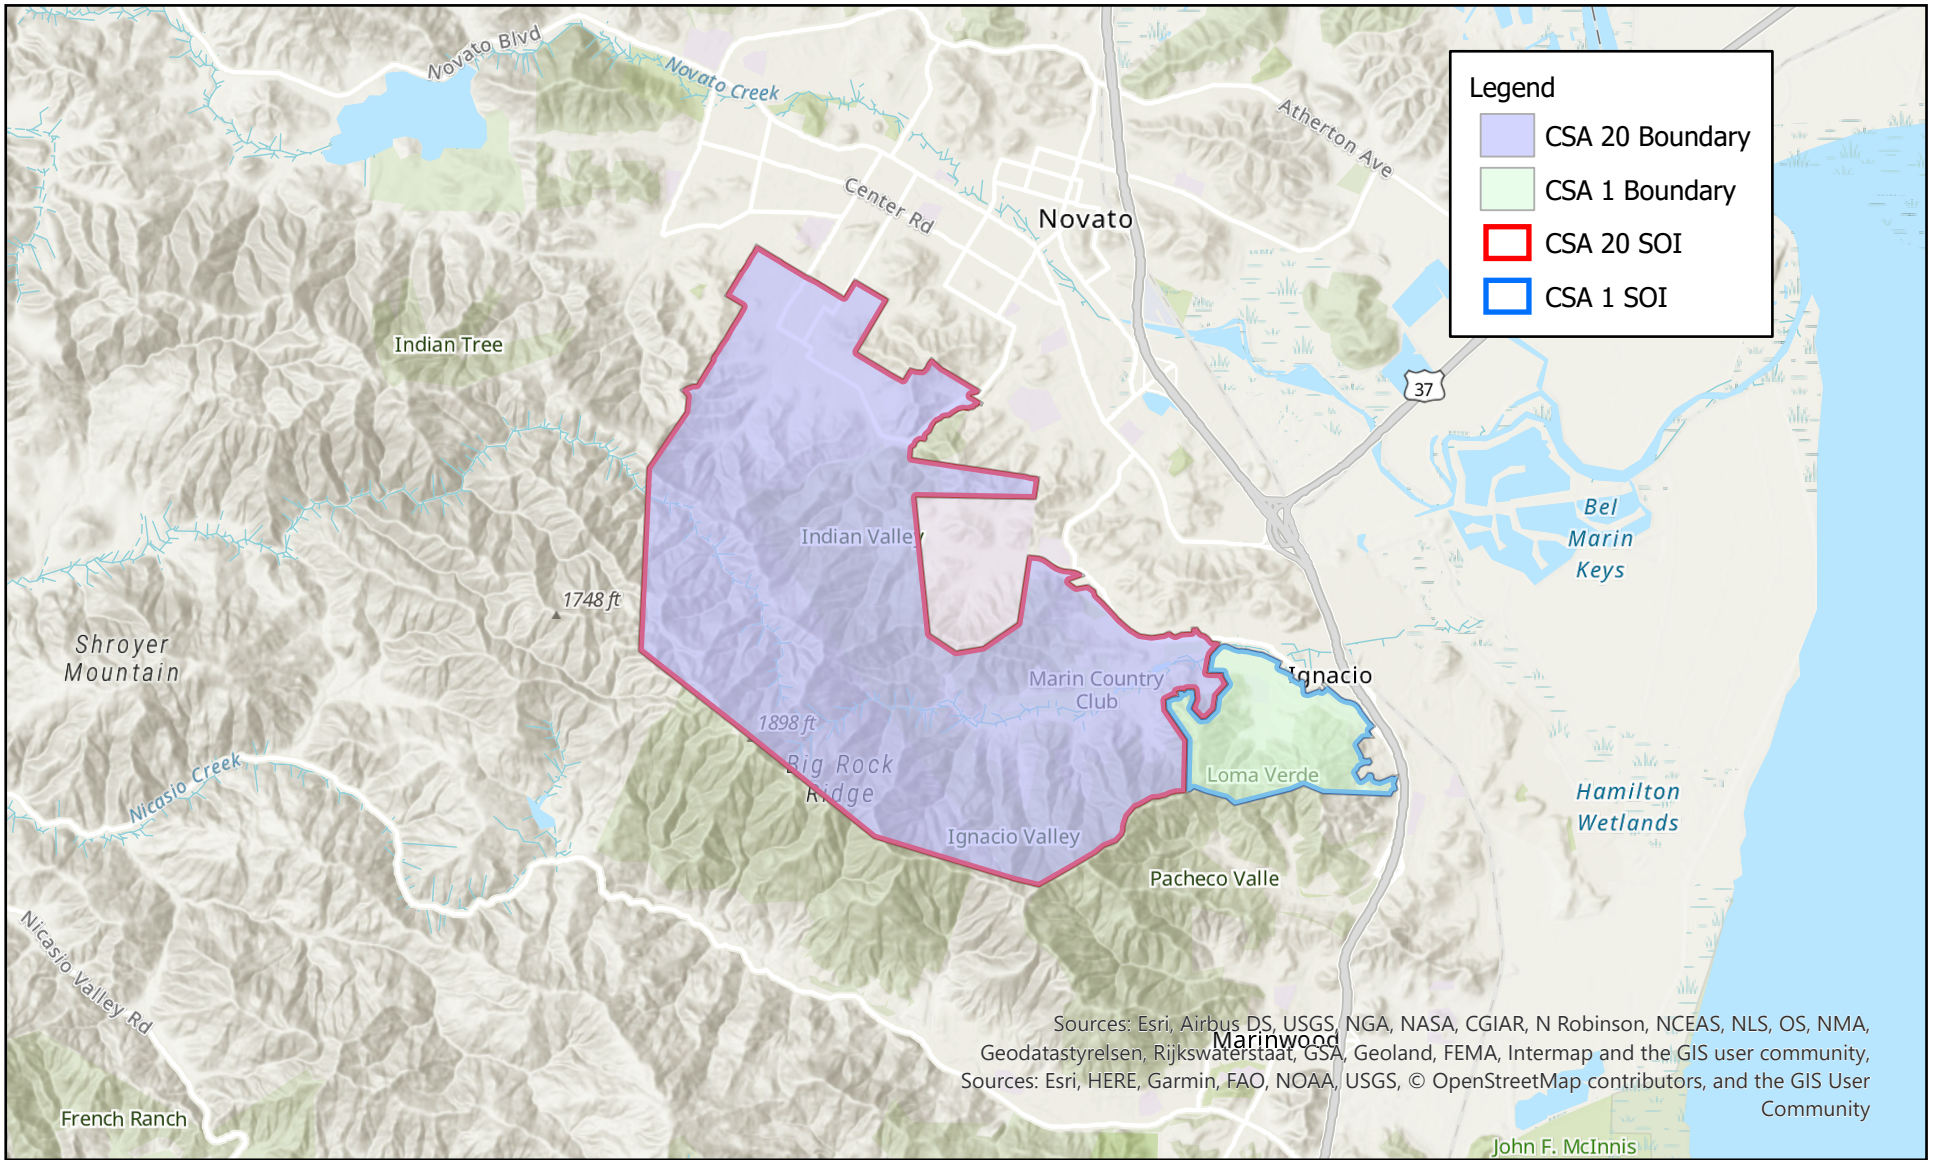 Novato Blvd
Novato Creek
Legend
CSA 20 Boundary
CSA 1 Boundary
CSA 20 SOI
CSA 1 SOI
Atherton Ave
Center Rd
Novato
Indian Tree
37
Indian Valley
Bel
Marin
Keys
1748 ft
Shroyer
Mountain
Marin Country
Club
Ignacio
1898 ft
Big Rock
Ridge
Loma Verde
Nicasio Creek
Hamilton
Wetlands
Ignacio Valley
Pacheco Valle
Nicasio Valley Rd
Marinwood
Sources: Esri, Airbus DS, USGS, NGA, NASA, CGIAR, N Robinson, NCEAS, NLS, OS, NMA,
Geodatastyrelsen, Rijkswaterstaat, GSA, Geoland, FEMA, Intermap and the GIS user community,
Sources: Esri, HERE, Garmin, FAO, NOAA, USGS, © OpenStreetMap contributors, and the GIS User
Community
French Ranch
John F. McInnis